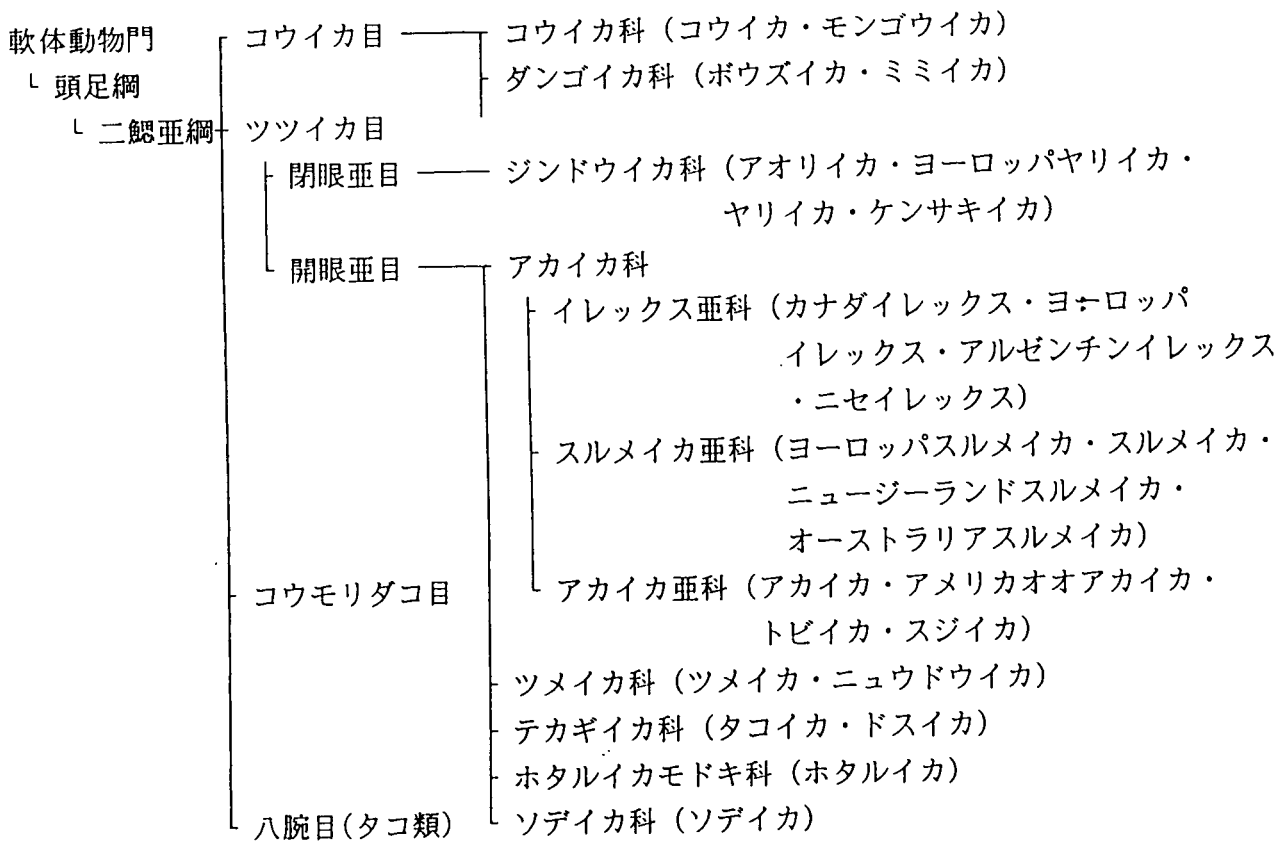 軟体動物門
コウイカ目
コウイカ科（コウイカ・モンゴウイカ）
頭足綱
ダンゴイカ科（ボウズイカ・ミミイカ）
二鰓亜綱
ツツイカ目
閉眼亜目
ジンドウイカ科（アオリイカ・ヨーロッパヤリイカ・
ヤリイカ・ケンサキイカ）
開眼亜目
アカイカ科
イレックス亜科（カナダイレックス・ヨーロッパ
イレックス・アルゼンチンイレックス
・ニセイレックス）
スルメイカ亜科（ヨーロッパスルメイカ・スルメイカ・
ニュージーランドスルメイカ・
オーストラリアスルメイカ）
コウモリダコ目
アカイカ亜科（アカイカ・アメリカオオアカイカ・
トビイカ・スジイカ）
ツメイカ科（ツメイカ・ニュウドウイカ）
テカギイカ科（タコイカ・ドスイカ）
ホタルイカモドキ科（ホタルイカ）
八腕目(タコ類)
ソデイカ科（ソデイカ）